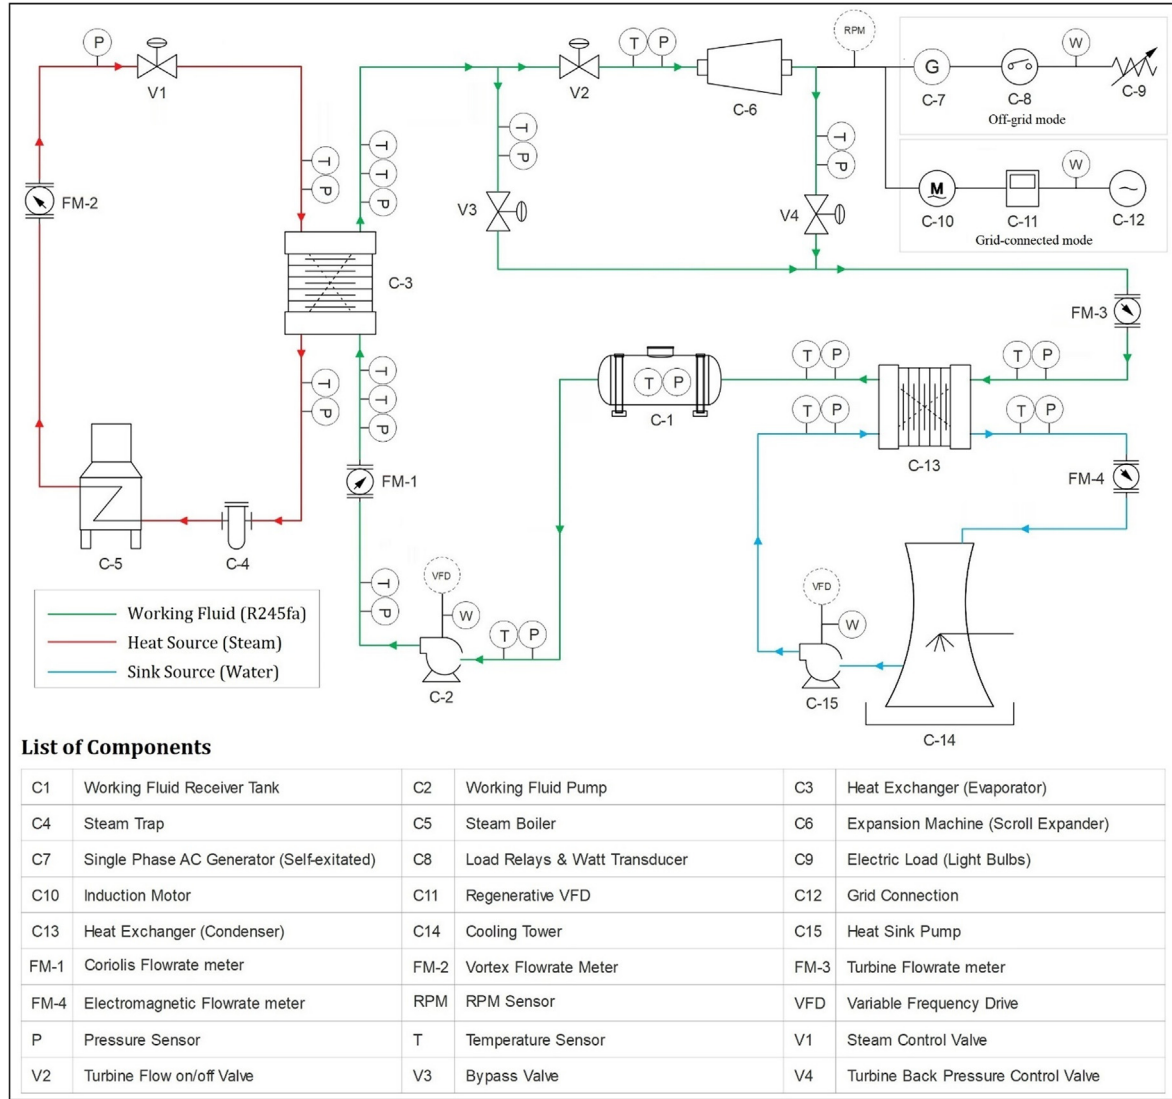 P
V1
FM-2
T
P
T
T
P
C-3
T
P
V3
V2
T
P
C-6
RPM
T
P
V4
G
C-7
C-8
W
C-9
Off-grid mode
M
C-10
C-11
W
C-12
Grid-connected mode
FM-3
T
P
T
T
P
FM-1
T
P
C-1
T
P
T
P
T
P
T
P
C-13
FM-4
C-5
C-4
T
P
VFD
W
T
P
C-2
VFD
W
C-15
C-14
Working Fluid (R245fa)
Heat Source (Steam)
Sink Source (Water)
List of Components
C1 Working Fluid Receiver Tank C2 Working Fluid Pump C3 Heat Exchanger (Evaporator)
C4 Steam Trap C5 Steam Boiler C6 Expansion Machine (Scroll Expander)
C7 Single Phase AC Generator (Self-exitated) C8 Load Relays & Watt Transducer C9 Electric Load (Light Bulbs)
C10 Induction Motor C11 Regenerative VFD C12 Grid Connection
C13 Heat Exchanger (Condenser) C14 Cooling Tower C15 Heat Sink Pump
FM-1 Coriolis Flowrate meter FM-2 Vortex Flowrate Meter FM-3 Turbine Flowrate meter
FM-4 Electromagnetic Flowrate meter RPM RPM Sensor VFD Variable Frequency Drive
P Pressure Sensor T Temperature Sensor V1 Steam Control Valve
V2 Turbine Flow on/off Valve V3 Bypass Valve V4 Turbine Back Pressure Control Valve